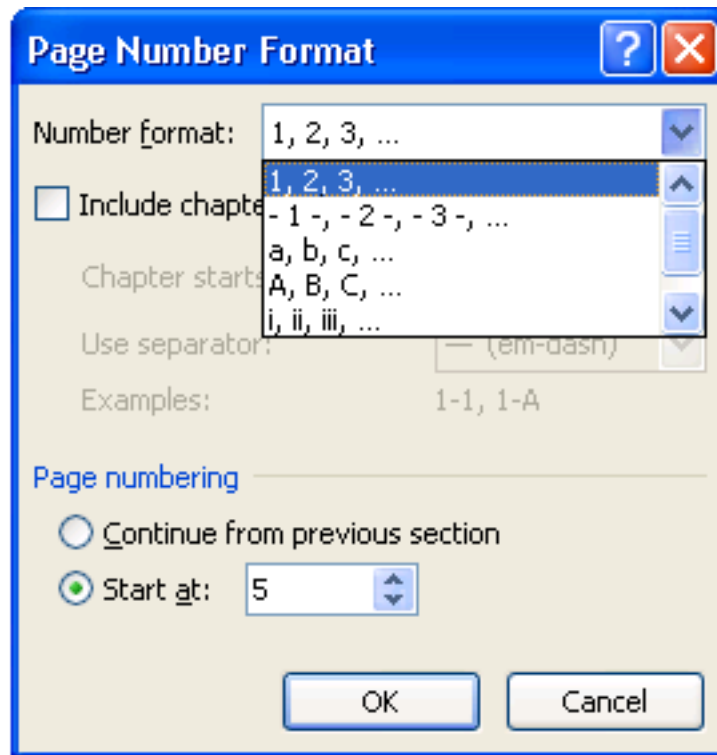 Page Number Format
Number format: 1, 2, 3, ...
1, 2, 3, ...
Include chapte
- 1 -, - 2 -, - 3 -, ...
a, b, c, ...
Chapter starts
A, B, C, ...
i, ii, iii, ...
Use separator: — (em-dash)
Examples: 1-1, 1-A
Page numbering
Continue from previous section
Start at: 5
OK Cancel